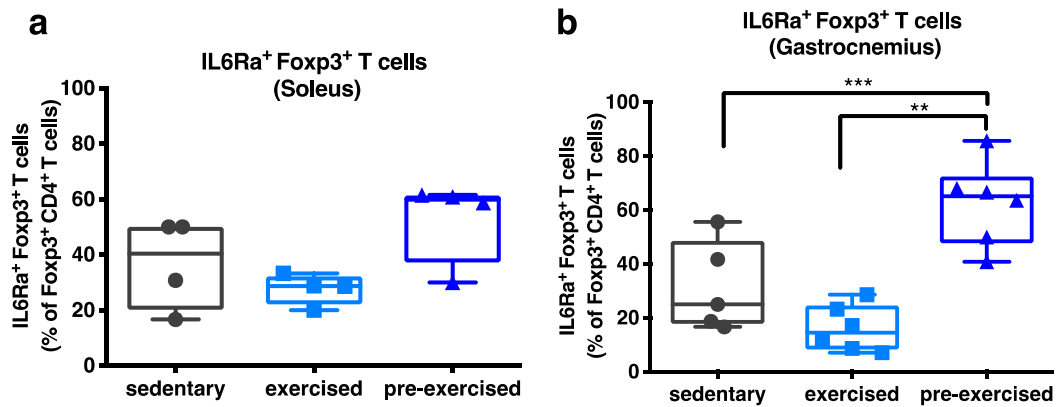 a
IL6Ra⁺ Foxp3⁺ T cells
(Soleus)
IL6Ra⁺ Foxp3⁺ T cells
(% of Foxp3⁺ CD4⁺ T cells)
100
80
60
40
20
0
sedentary exercised pre-exercised
b
IL6Ra⁺ Foxp3⁺ T cells
(Gastrocnemius)
IL6Ra⁺ Foxp3⁺ T cells
(% of Foxp3⁺ CD4⁺ T cells)
100
80
60
40
20
0
***
**
sedentary exercised pre-exercised